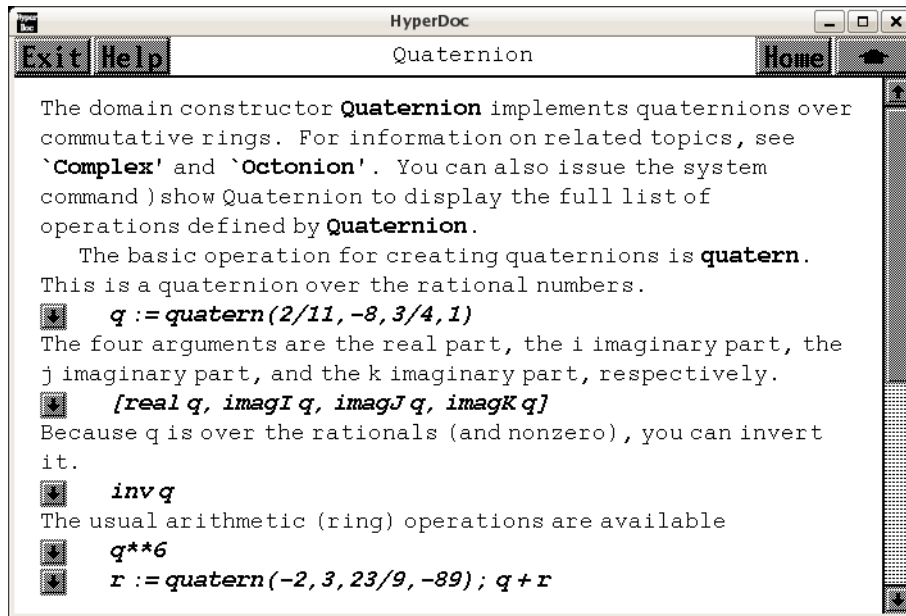 Hyper
Doc
HyperDoc
Exit Help Quaternion Home
The domain constructor Quaternion implements quaternions over
commutative rings. For information on related topics, see
`Complex' and `Octonion'. You can also issue the system
command )show Quaternion to display the full list of
operations defined by Quaternion.
The basic operation for creating quaternions is quatern.
This is a quaternion over the rational numbers.
q := quatern(2/11,-8,3/4,1)
The four arguments are the real part, the i imaginary part, the
j imaginary part, and the k imaginary part, respectively.
[real q, imagI q, imagJ q, imagK q]
Because q is over the rationals (and nonzero), you can invert
it.
inv q
The usual arithmetic (ring) operations are available
q**6
r := quatern(-2,3,23/9,-89); q + r